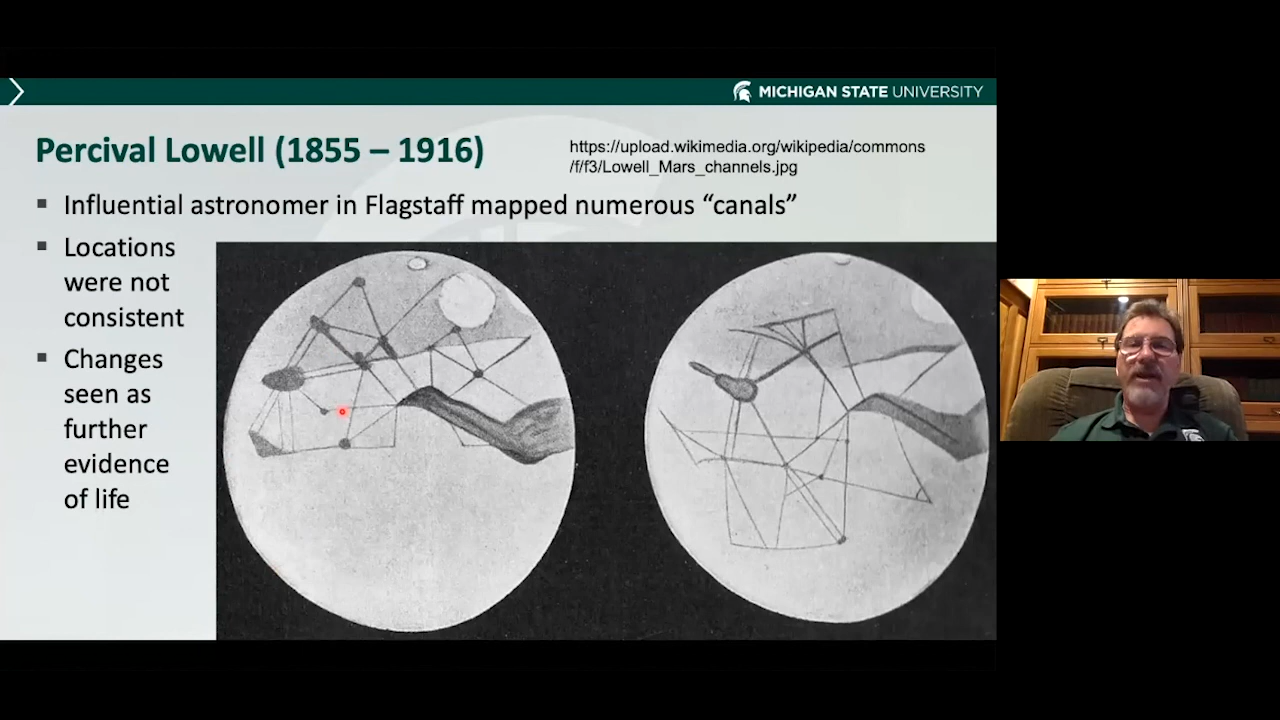 MICHIGAN STATE UNIVERSITY
Percival Lowell (1855 – 1916)
https://upload.wikimedia.org/wikipedia/commons
/f/f3/Lowell_Mars_channels.jpg
▪ Influential astronomer in Flagstaff mapped numerous “canals”
▪ Locations
were not
consistent
▪ Changes
seen as
further
evidence
of life